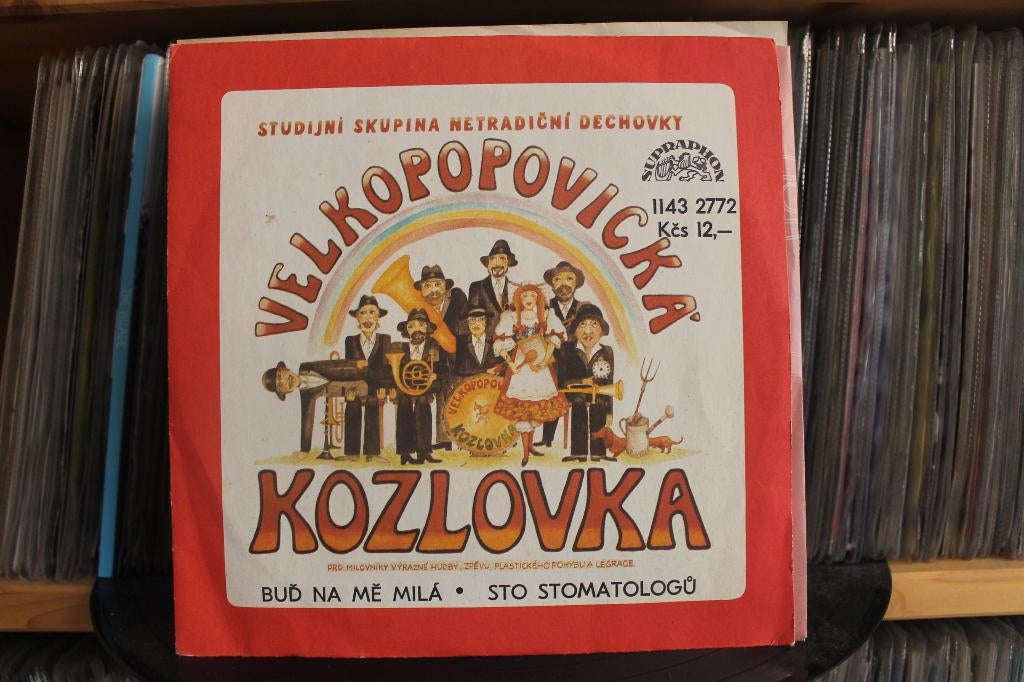 STUDIJNÍ SKUPINA NETRADIČNÍ DECHOVKY
SUPRAPHON
VELKOPOPOVICKÁ
1143 2772
Kčs 12,—
VELKOPOPOV
KOZLOVKA
KOZLOVKA
PRO MILOVNÍKY VÝRAZNÉ HUDBY, ZPĚVU, PLASTICKÉHO POHYBU A LEGRACE
BUĎ NA MĚ MILÁ • STO STOMATOLOGŮ